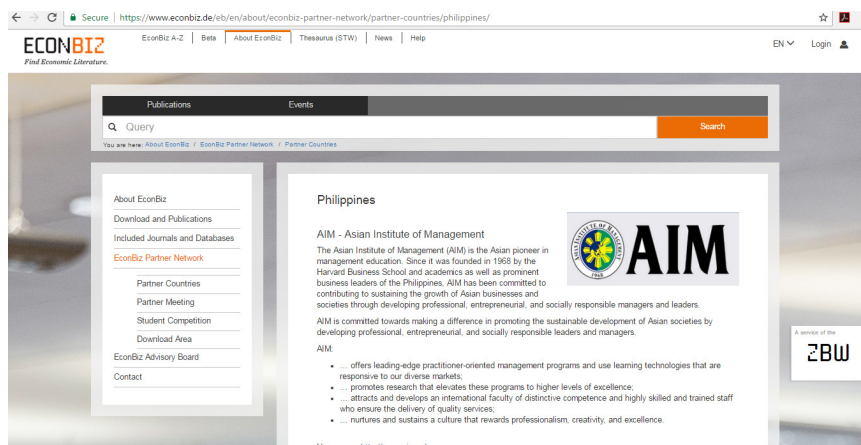 Secure | https://www.econbiz.de/eb/en/about/econbiz-partner-network/partner-countries/philippines/
ECONBIZ
Find Economic Literature.
EconBiz A-Z | Beta | About EconBiz | Thesaurus (STW) | News | Help
EN Login
Publications Events
Query Search
You are here: About EconBiz / EconBiz Partner Network / Partner Countries
About EconBiz
Download and Publications
Included Journals and Databases
EconBiz Partner Network
Partner Countries
Partner Meeting
Student Competition
Download Area
EconBiz Advisory Board
Contact
Philippines
AIM - Asian Institute of Management
The Asian Institute of Management (AIM) is the Asian pioneer in
management education. Since it was founded in 1968 by the
Harvard Business School and academics as well as prominent
business leaders of the Philippines, AIM has been committed to
contributing to sustaining the growth of Asian businesses and
societies through developing professional, entrepreneurial, and socially responsible managers and leaders.
ASIAN INSTITUTE OF MANAGEMENT
1968
AIM
AIM is committed towards making a difference in promoting the sustainable development of Asian societies by
developing professional, entrepreneurial, and socially responsible leaders and managers.
AIM:
• ... offers leading-edge practitioner-oriented management programs and use learning technologies that are
responsive to our diverse markets;
• ... promotes research that elevates these programs to higher levels of excellence;
• ... attracts and develops an international faculty of distinctive competence and highly skilled and trained staff
who ensure the delivery of quality services;
• ... nurtures and sustains a culture that rewards professionalism, creativity, and excellence.
A service of the
ZBW